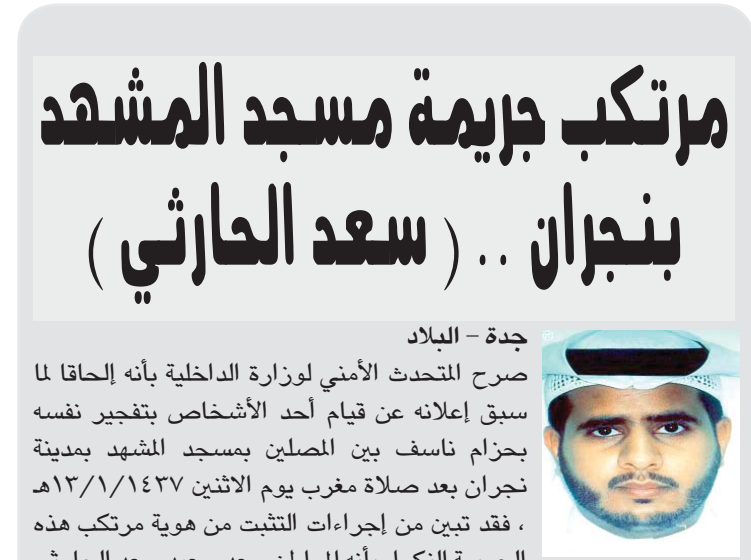 مرتكب جريمة مسجد المشهد
بنجران .. ( سعد الحارثي )
جدة – البلاد
صرح المتحدث الأمني لوزارة الداخلية بأنه إلحاقا لما
سبق إعلانه عن قيام أحد الأشخاص بتفجير نفسه
بحزام ناسف بين المصلين بمسجد المشهد بمدينة
نجران بعد صلاة مغرب يوم الاثنين ١٤٣٧/١/١٣هـ
، فقد تبين من إجراءات التثبت من هوية مرتكب هذه